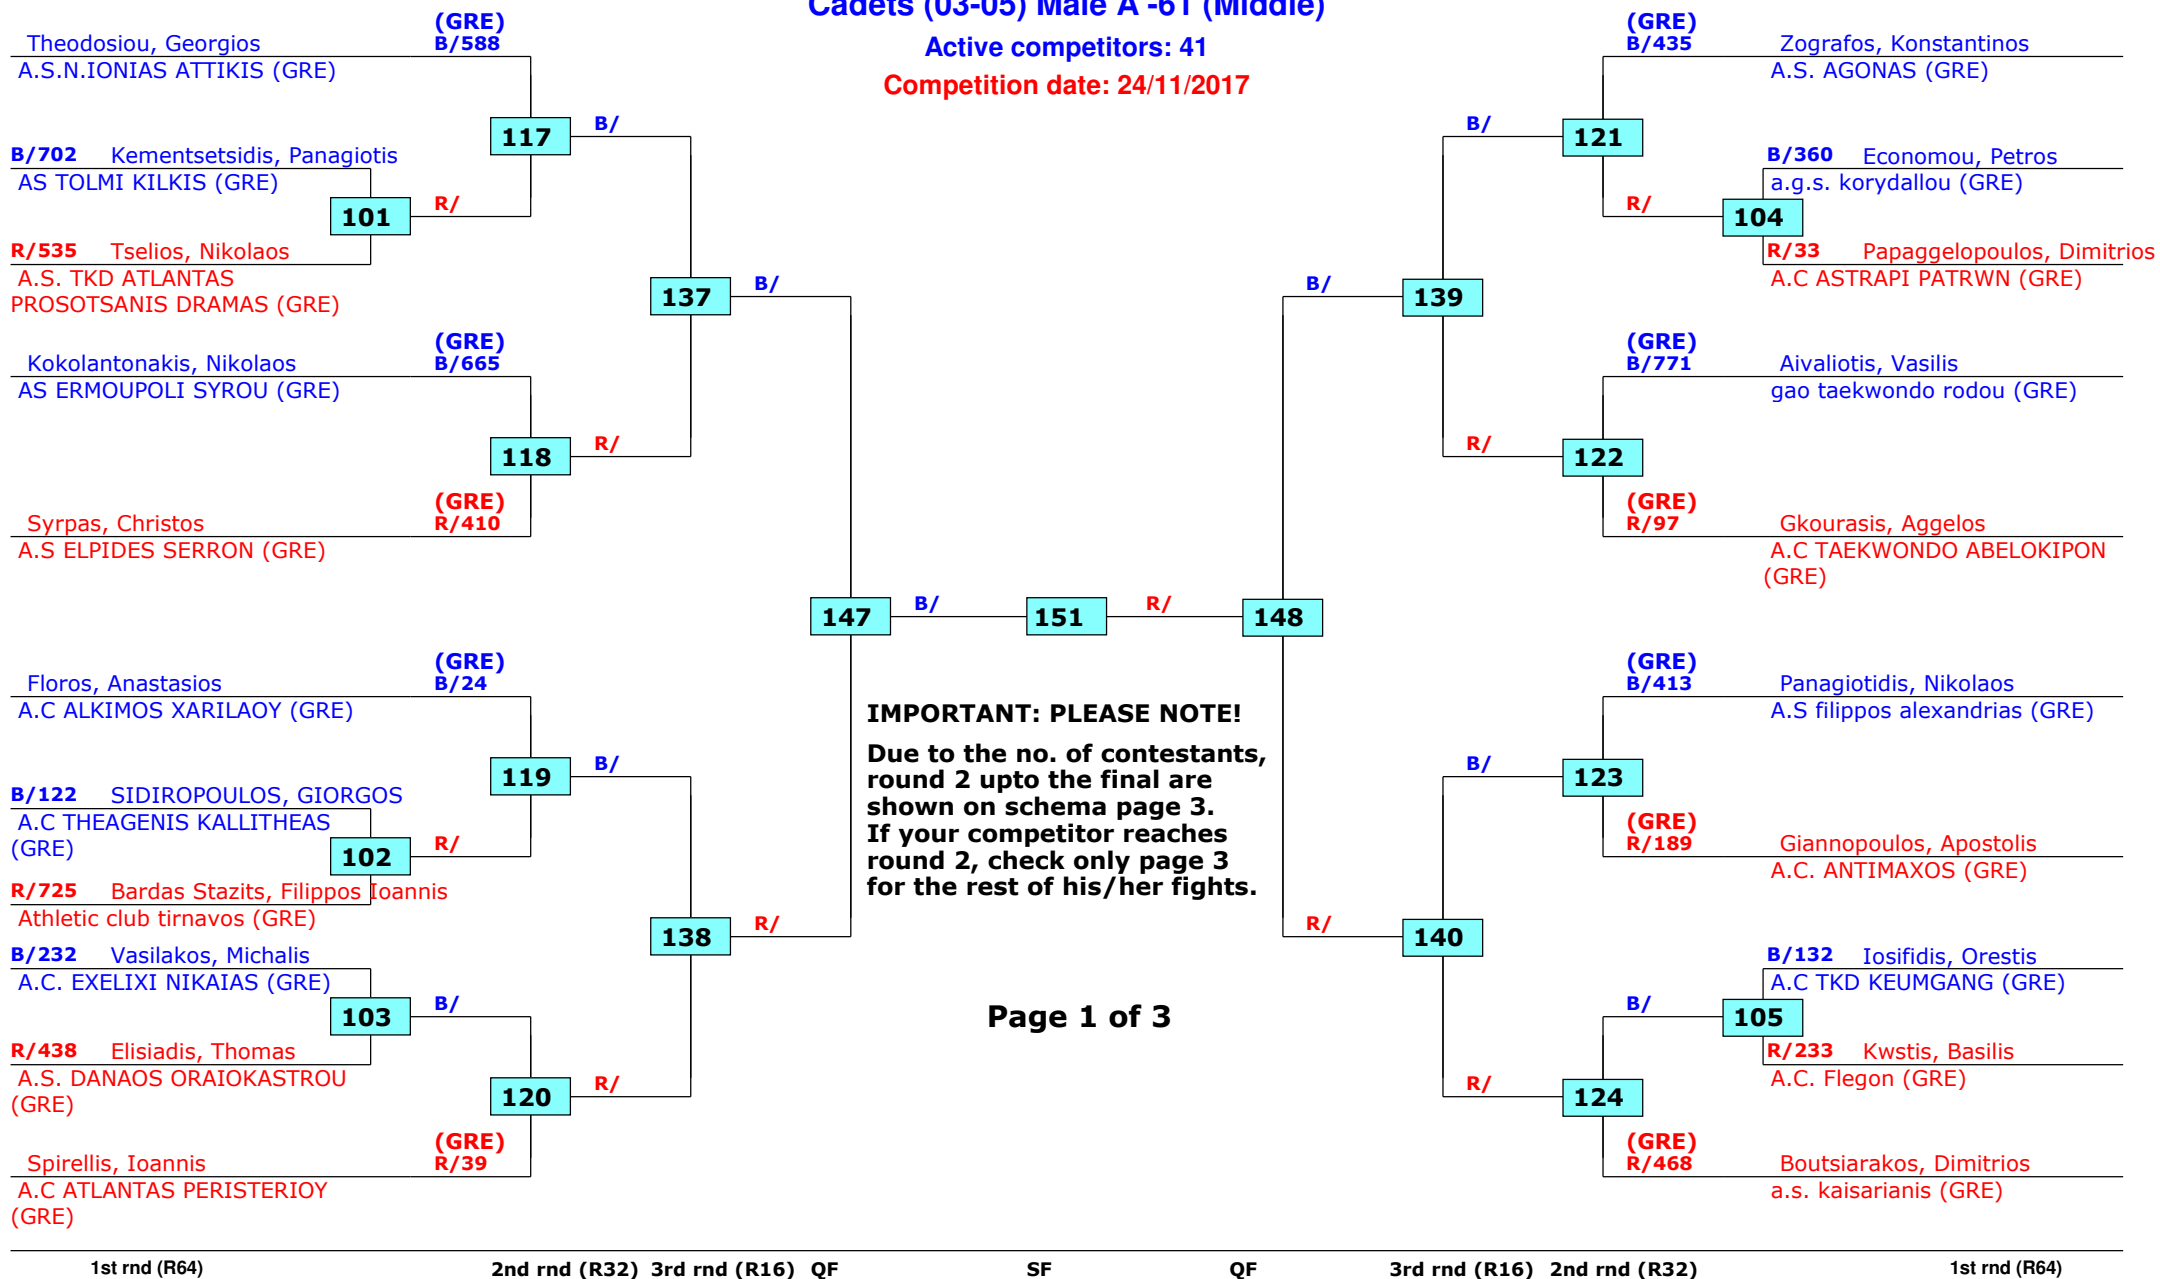 Cadets (03-05) Male A -61 (Middle)
Active competitors: 41
Competition date: 24/11/2017
(GRE)
Theodosiou, Georgios B/588
A.S.N.IONIAS ATTIKIS (GRE)
117
B/
B/702 Kementsetsidis, Panagiotis
AS TOLMI KILKIS (GRE)
101
R/
R/535 Tselios, Nikolaos
A.S. TKD ATLANTAS
PROSOTSANIS DRAMAS (GRE)
137
B/
(GRE)
Kokolantonakis, Nikolaos B/665
AS ERMOUPOLI SYROU (GRE)
118
R/
(GRE)
Syrpas, Christos R/410
A.S ELPIDES SERRON (GRE)
147
B/
151
R/
148
(GRE)
Floros, Anastasios B/24
A.C ALKIMOS XARILAOY (GRE)
119
B/
B/122 SIDIROPOULOS, GIORGOS
A.C THEAGENIS KALLITHEAS
(GRE)
102
R/
R/725 Bardas Stazits, Filippos Ioannis
Athletic club tirnavos (GRE)
138
R/
B/232 Vasilakos, Michalis
A.C. EXELIXI NIKAIAS (GRE)
103
B/
R/438 Elisiadis, Thomas
A.S. DANAOS ORAIOKASTROU
(GRE)
120
R/
(GRE)
Spirellis, Ioannis R/39
A.C ATLANTAS PERISTERIOY
(GRE)
IMPORTANT: PLEASE NOTE!
Due to the no. of contestants,
round 2 upto the final are
shown on schema page 3.
If your competitor reaches
round 2, check only page 3
for the rest of his/her fights.
Page 1 of 3
(GRE)
B/435 Zografos, Konstantinos
A.S. AGONAS (GRE)
B/
121
B/360 Economou, Petros
a.g.s. korydallou (GRE)
R/
104
R/33 Papaggelopoulos, Dimitrios
A.C ASTRAPI PATRWN (GRE)
B/
139
(GRE)
B/771 Aivaliotis, Vasilis
gao taekwondo rodou (GRE)
R/
122
(GRE)
R/97 Gkourasis, Aggelos
A.C TAEKWONDO ABELOKIPON
(GRE)
(GRE)
B/413 Panagiotidis, Nikolaos
A.S filippos alexandrias (GRE)
B/
123
(GRE)
R/189 Giannopoulos, Apostolis
A.C. ANTIMAXOS (GRE)
R/
140
B/132 Iosifidis, Orestis
A.C TKD KEUMGANG (GRE)
B/
105
R/233 Kwstis, Basilis
A.C. Flegon (GRE)
R/
124
(GRE)
R/468 Boutsiarakos, Dimitrios
a.s. kaisarianis (GRE)
1st rnd (R64) 2nd rnd (R32) 3rd rnd (R16) QF SF QF 3rd rnd (R16) 2nd rnd (R32) 1st rnd (R64)